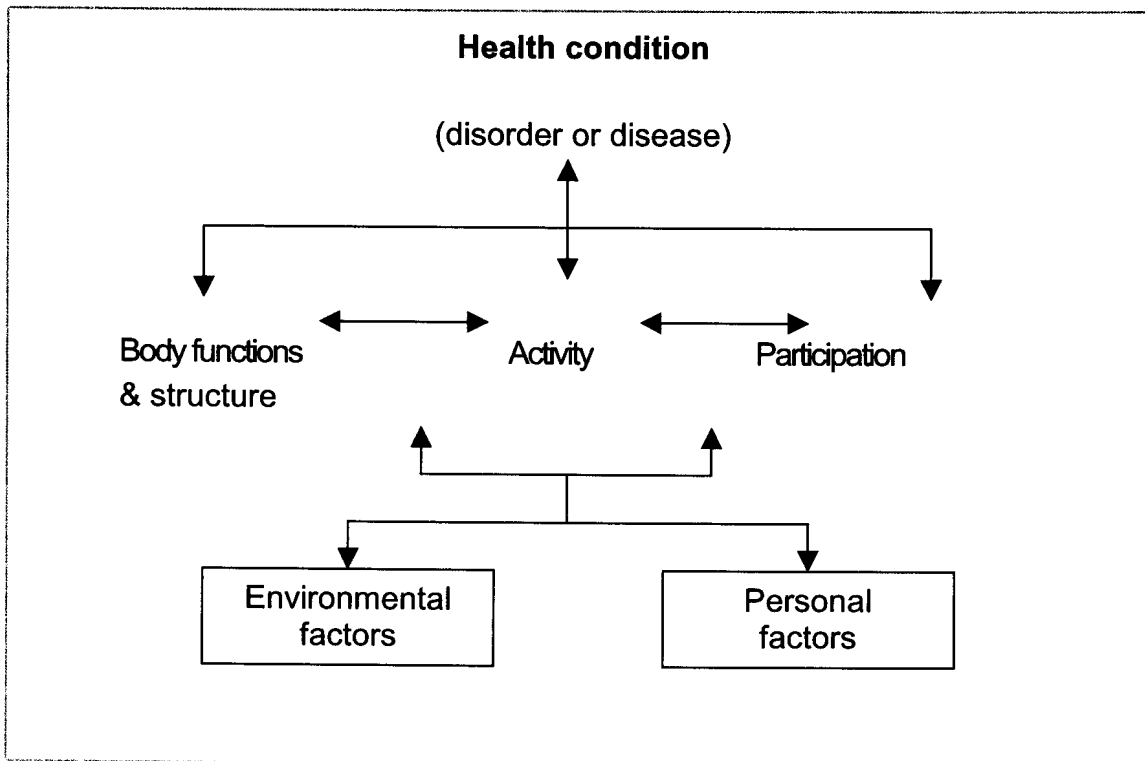 Health condition
(disorder or disease)
Body functions
& structure
Activity
Participation
Environmental
factors
Personal
factors